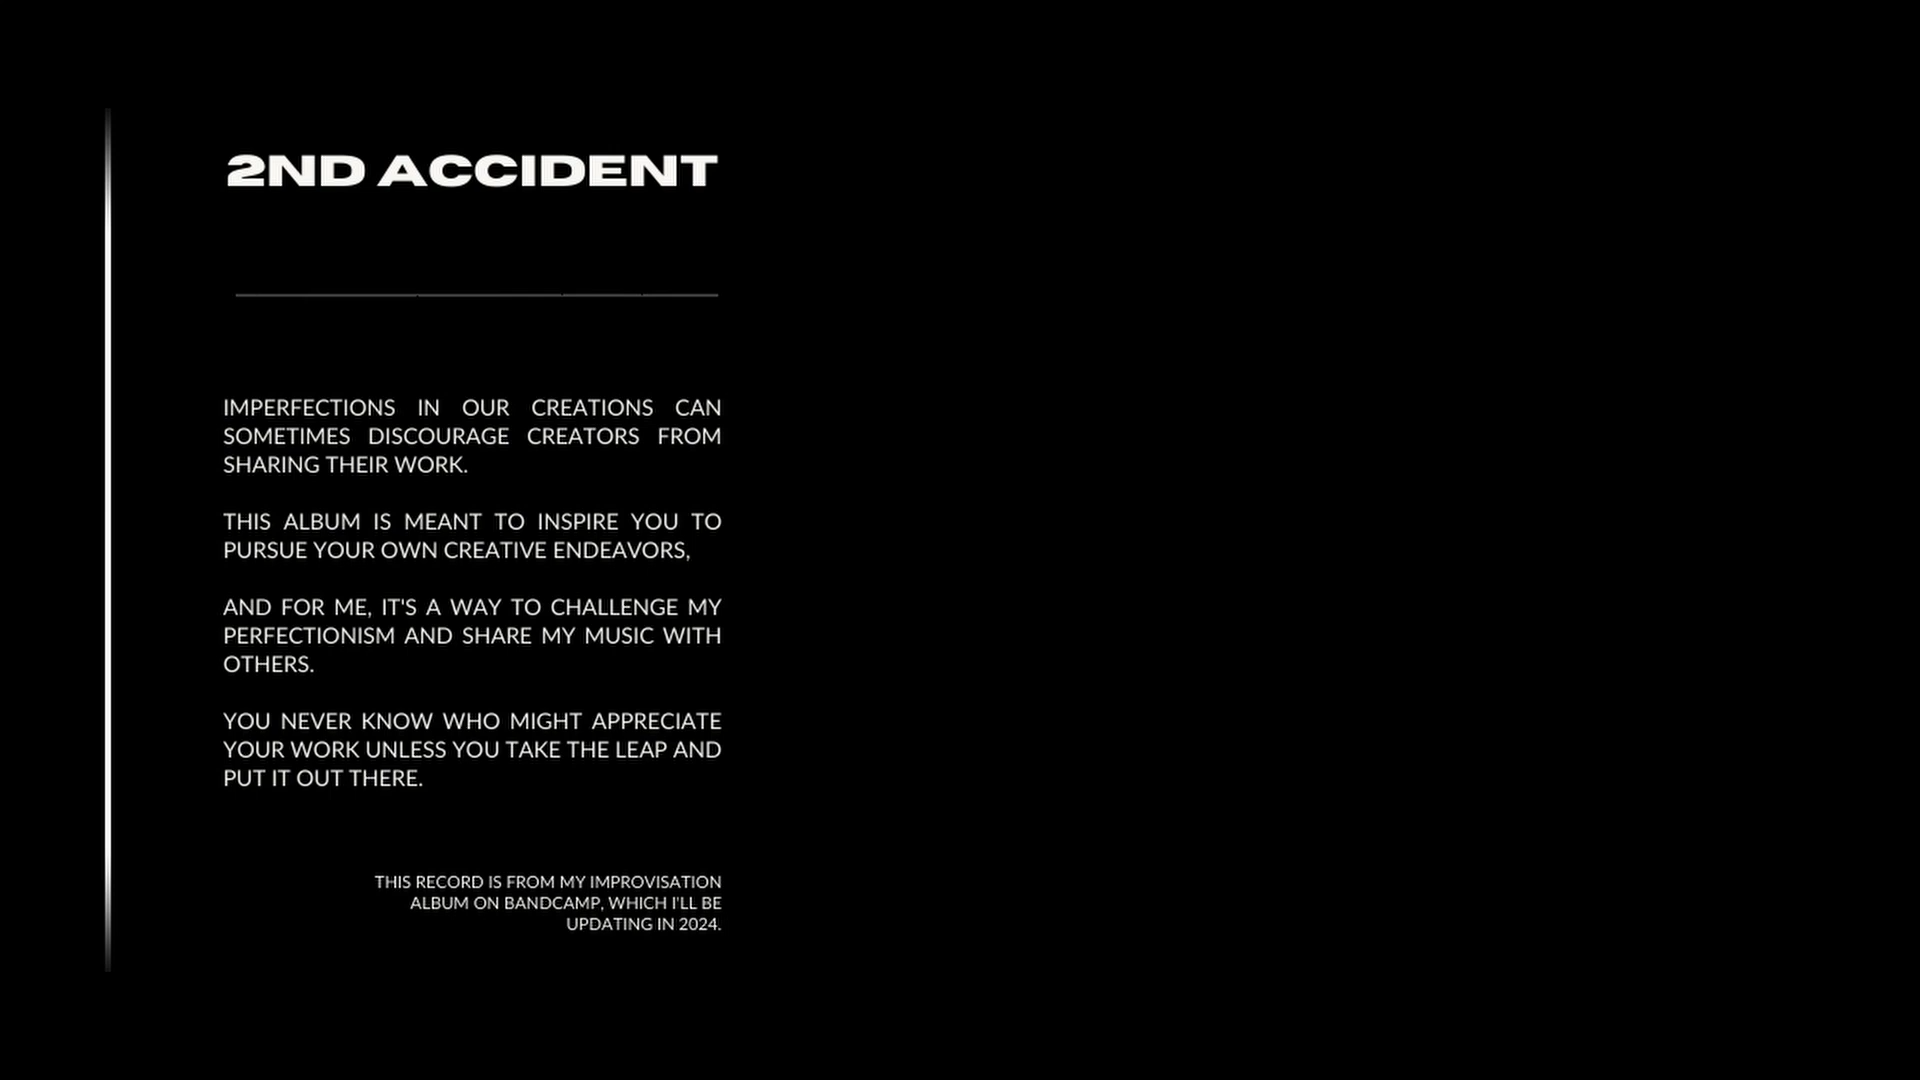 2ND ACCIDENT
IMPERFECTIONS IN OUR CREATIONS CAN
SOMETIMES DISCOURAGE CREATORS FROM
SHARING THEIR WORK.
THIS ALBUM IS MEANT TO INSPIRE YOU TO
PURSUE YOUR OWN CREATIVE ENDEAVORS,
AND FOR ME, IT'S A WAY TO CHALLENGE MY
PERFECTIONISM AND SHARE MY MUSIC WITH
OTHERS.
YOU NEVER KNOW WHO MIGHT APPRECIATE
YOUR WORK UNLESS YOU TAKE THE LEAP AND
PUT IT OUT THERE.
THIS RECORD IS FROM MY IMPROVISATION
ALBUM ON BANDCAMP, WHICH I'LL BE
UPDATING IN 2024.